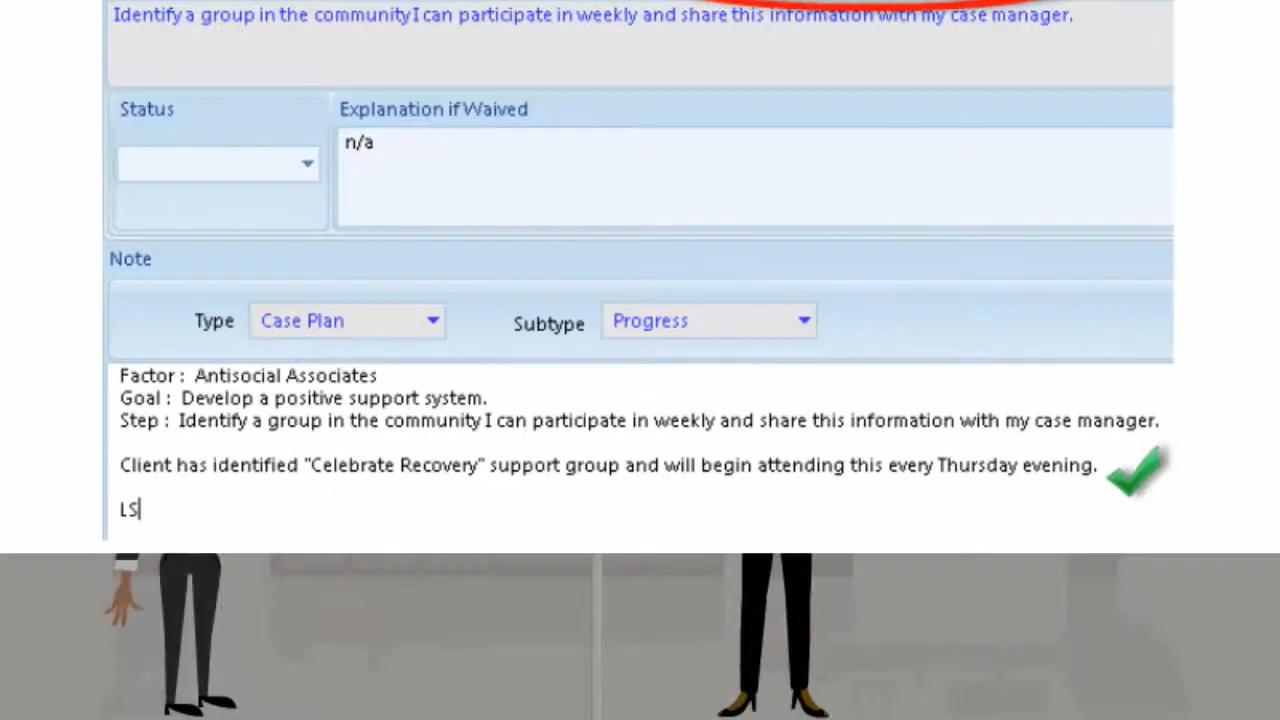 Identify a group in the community I can participate in weekly and share this information with my case manager.
Status
Explanation if Waived
n/a
Note
Type
Case Plan
Subtype
Progress
Factor : Antisocial Associates
Goal : Develop a positive support system.
Step : Identify a group in the community I can participate in weekly and share this information with my case manager.
Client has identified "Celebrate Recovery" support group and will begin attending this every Thursday evening.
LS